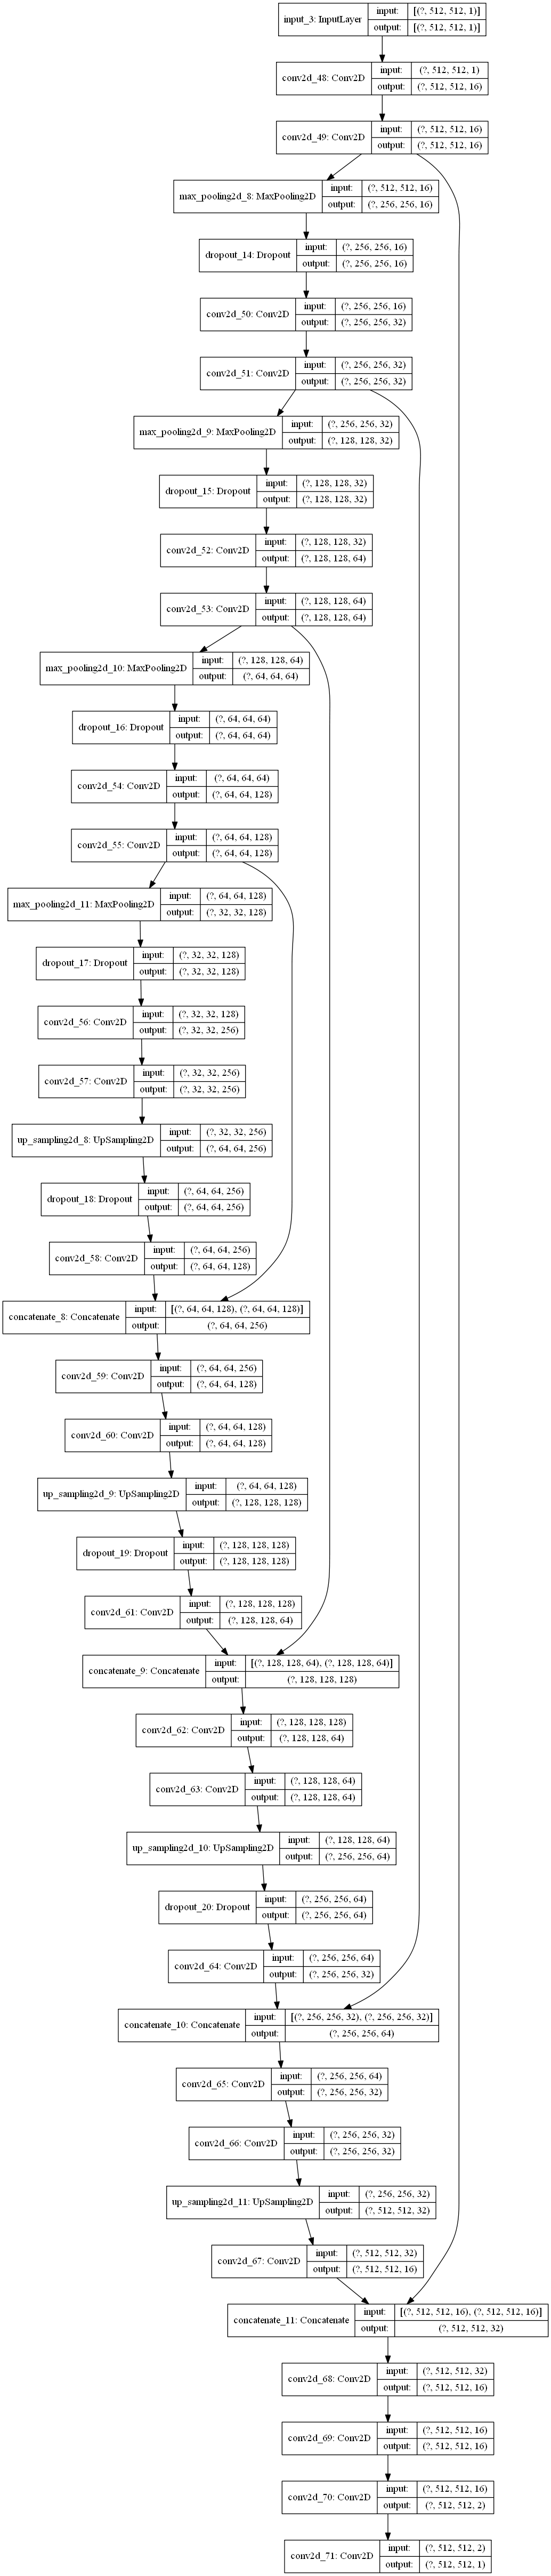 input_3: InputLayer
input: [(?, 512, 512, 1)]
output: [(?, 512, 512, 1)]
conv2d_48: Conv2D
input: (?, 512, 512, 1)
output: (?, 512, 512, 16)
conv2d_49: Conv2D
input: (?, 512, 512, 16)
output: (?, 512, 512, 16)
max_pooling2d_8: MaxPooling2D
input: (?, 512, 512, 16)
output: (?, 256, 256, 16)
dropout_14: Dropout
input: (?, 256, 256, 16)
output: (?, 256, 256, 16)
conv2d_50: Conv2D
input: (?, 256, 256, 16)
output: (?, 256, 256, 32)
conv2d_51: Conv2D
input: (?, 256, 256, 32)
output: (?, 256, 256, 32)
max_pooling2d_9: MaxPooling2D
input: (?, 256, 256, 32)
output: (?, 128, 128, 32)
dropout_15: Dropout
input: (?, 128, 128, 32)
output: (?, 128, 128, 32)
conv2d_52: Conv2D
input: (?, 128, 128, 32)
output: (?, 128, 128, 64)
conv2d_53: Conv2D
input: (?, 128, 128, 64)
output: (?, 128, 128, 64)
max_pooling2d_10: MaxPooling2D
input: (?, 128, 128, 64)
output: (?, 64, 64, 64)
dropout_16: Dropout
input: (?, 64, 64, 64)
output: (?, 64, 64, 64)
conv2d_54: Conv2D
input: (?, 64, 64, 64)
output: (?, 64, 64, 128)
conv2d_55: Conv2D
input: (?, 64, 64, 128)
output: (?, 64, 64, 128)
max_pooling2d_11: MaxPooling2D
input: (?, 64, 64, 128)
output: (?, 32, 32, 128)
dropout_17: Dropout
input: (?, 32, 32, 128)
output: (?, 32, 32, 128)
conv2d_56: Conv2D
input: (?, 32, 32, 128)
output: (?, 32, 32, 256)
conv2d_57: Conv2D
input: (?, 32, 32, 256)
output: (?, 32, 32, 256)
up_sampling2d_8: UpSampling2D
input: (?, 32, 32, 256)
output: (?, 64, 64, 256)
dropout_18: Dropout
input: (?, 64, 64, 256)
output: (?, 64, 64, 256)
conv2d_58: Conv2D
input: (?, 64, 64, 256)
output: (?, 64, 64, 128)
concatenate_8: Concatenate
input: [(?, 64, 64, 128), (?, 64, 64, 128)]
output: (?, 64, 64, 256)
conv2d_59: Conv2D
input: (?, 64, 64, 256)
output: (?, 64, 64, 128)
conv2d_60: Conv2D
input: (?, 64, 64, 128)
output: (?, 64, 64, 128)
up_sampling2d_9: UpSampling2D
input: (?, 64, 64, 128)
output: (?, 128, 128, 128)
dropout_19: Dropout
input: (?, 128, 128, 128)
output: (?, 128, 128, 128)
conv2d_61: Conv2D
input: (?, 128, 128, 128)
output: (?, 128, 128, 64)
concatenate_9: Concatenate
input: [(?, 128, 128, 64), (?, 128, 128, 64)]
output: (?, 128, 128, 128)
conv2d_62: Conv2D
input: (?, 128, 128, 128)
output: (?, 128, 128, 64)
conv2d_63: Conv2D
input: (?, 128, 128, 64)
output: (?, 128, 128, 64)
up_sampling2d_10: UpSampling2D
input: (?, 128, 128, 64)
output: (?, 256, 256, 64)
dropout_20: Dropout
input: (?, 256, 256, 64)
output: (?, 256, 256, 64)
conv2d_64: Conv2D
input: (?, 256, 256, 64)
output: (?, 256, 256, 32)
concatenate_10: Concatenate
input: [(?, 256, 256, 32), (?, 256, 256, 32)]
output: (?, 256, 256, 64)
conv2d_65: Conv2D
input: (?, 256, 256, 64)
output: (?, 256, 256, 32)
conv2d_66: Conv2D
input: (?, 256, 256, 32)
output: (?, 256, 256, 32)
up_sampling2d_11: UpSampling2D
input: (?, 256, 256, 32)
output: (?, 512, 512, 32)
conv2d_67: Conv2D
input: (?, 512, 512, 32)
output: (?, 512, 512, 16)
concatenate_11: Concatenate
input: [(?, 512, 512, 16), (?, 512, 512, 16)]
output: (?, 512, 512, 32)
conv2d_68: Conv2D
input: (?, 512, 512, 32)
output: (?, 512, 512, 16)
conv2d_69: Conv2D
input: (?, 512, 512, 16)
output: (?, 512, 512, 16)
conv2d_70: Conv2D
input: (?, 512, 512, 16)
output: (?, 512, 512, 2)
conv2d_71: Conv2D
input: (?, 512, 512, 2)
output: (?, 512, 512, 1)